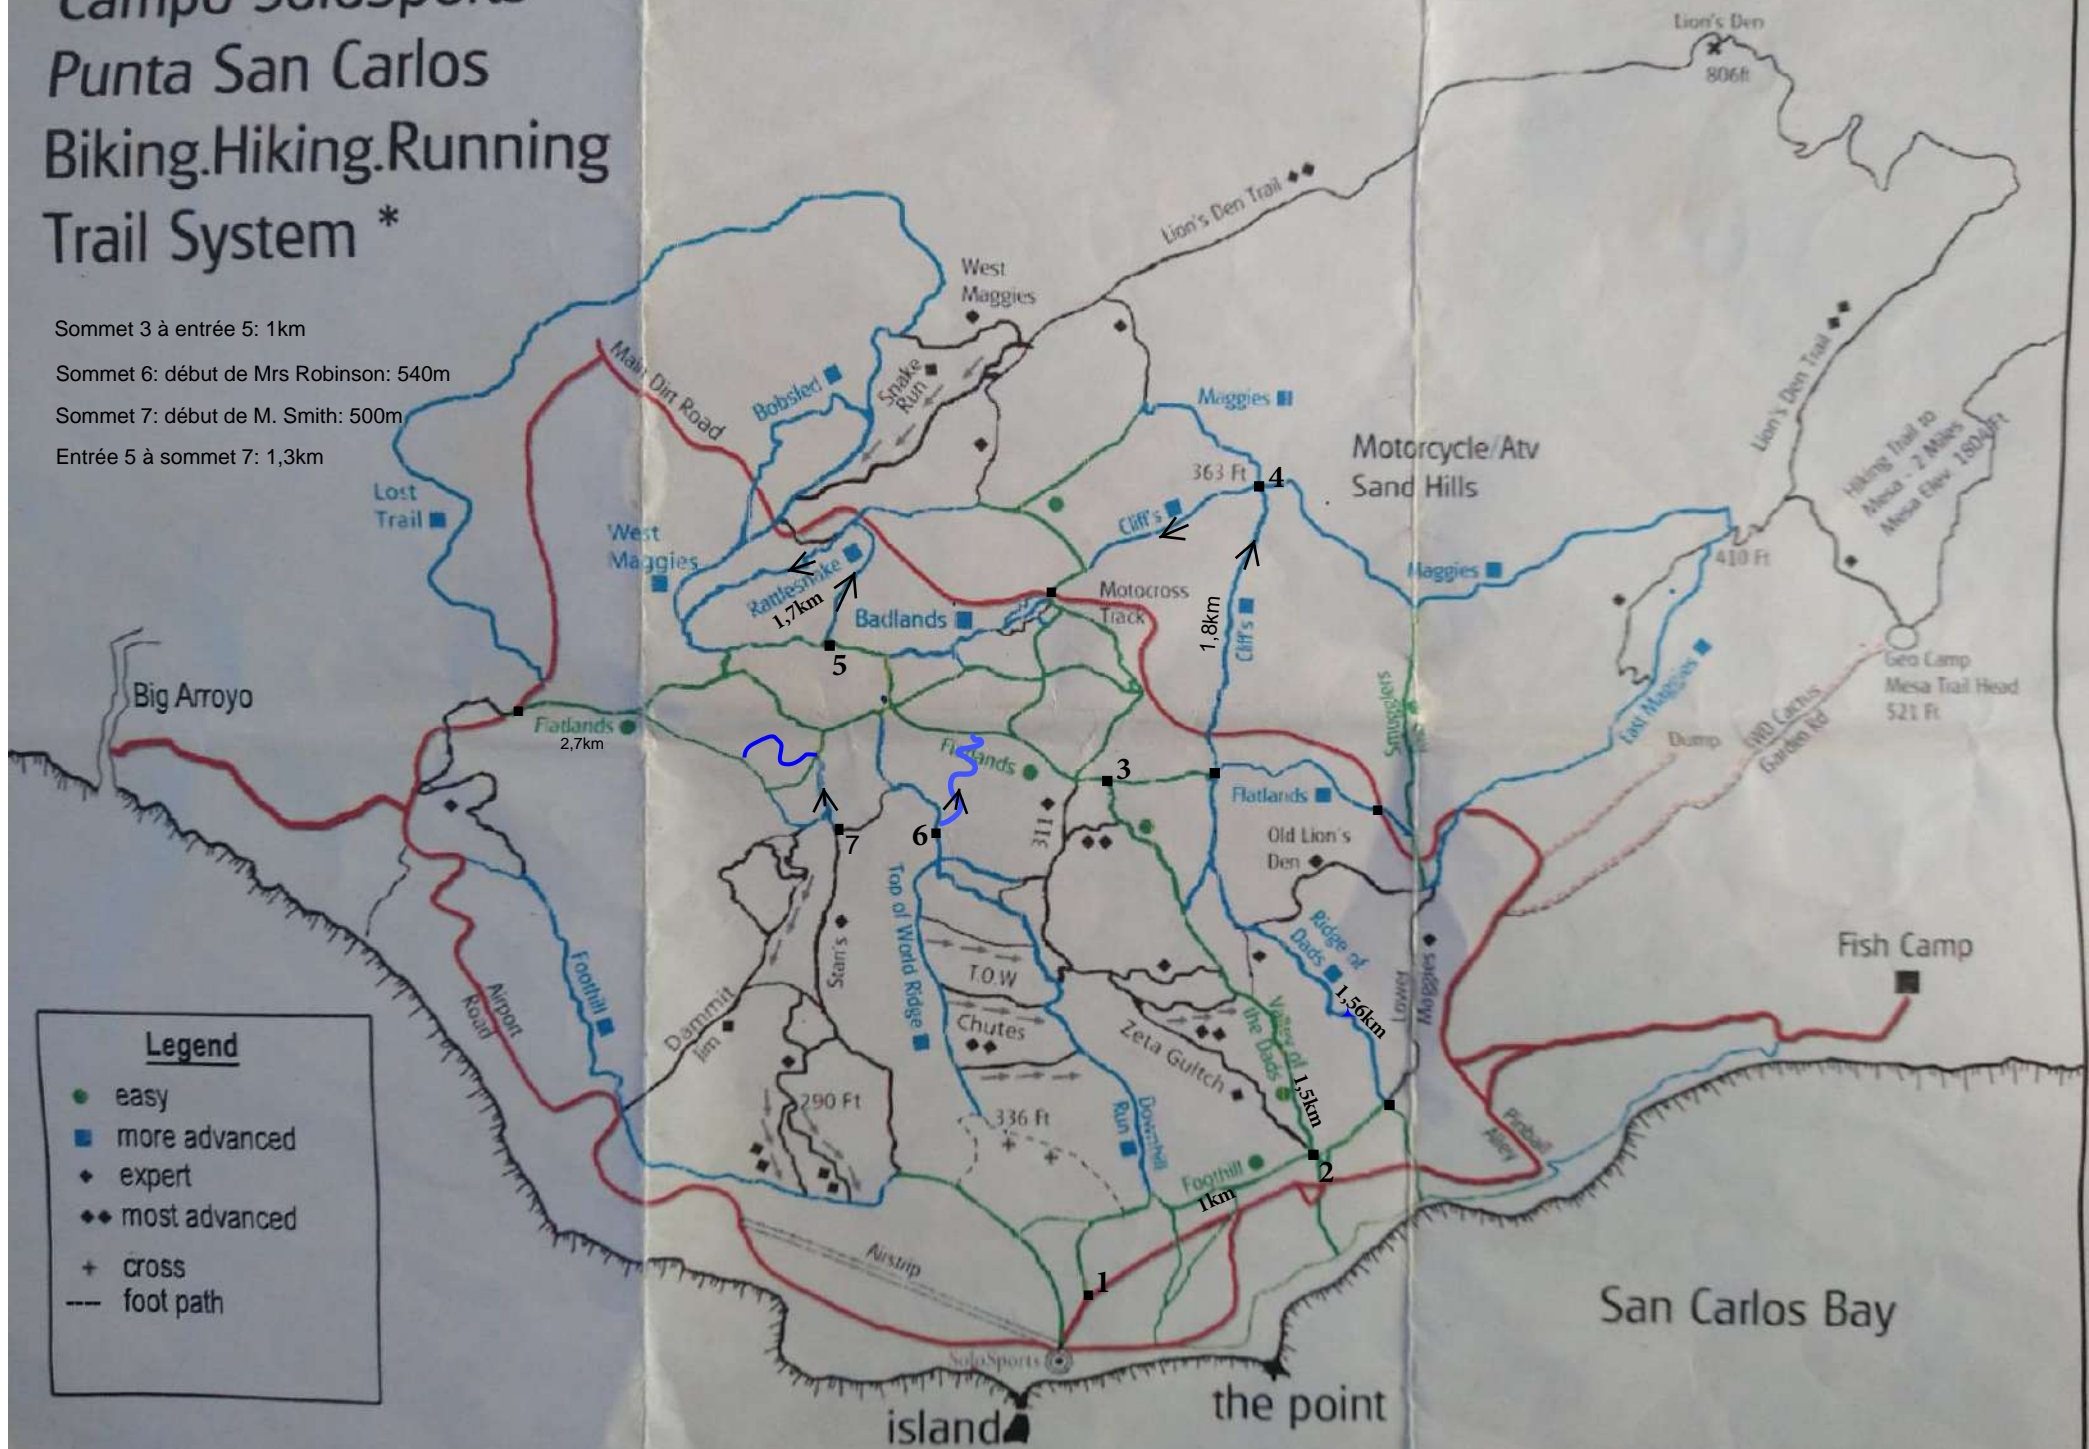 Campo SoloSports
Punta San Carlos
Biking.Hiking.Running
Trail System *
Sommet 3 à entrée 5: 1km
Sommet 6: début de Mrs Robinson: 540m
Sommet 7: début de M. Smith: 500m
Entrée 5 à sommet 7: 1,3km
Lion's Den
806ft
Lion's Den Trail
West
Maggies
Main Dirt Road
Bobsled
Snake
Run
Maggies
Motorcycle/Atv
Sand Hills
363 Ft
4
Cliff's
Lion's Den Trail
Hiking Trail to
Mesa - 2 Miles
Mesa Elev. 1804 Ft
Lost
Trail
West
Maggies
Rattlesnake
1,7km
Badlands
Motocross
Track
1,8km
Cliff's
Maggies
410 Ft
5
Geo Camp
Mesa Trail Head
521 Ft
East Maggies
Smugglers
Big Arroyo
Flatlands
2,7km
Flatlands
3
Flatlands
Dump
4WD Cactus
Garden Rd
7
6
311
Old Lion's
Den
Top of World Ridge
Stan's
Ridge of
Dads
1,56km
Lower
Maggies
Fish Camp
Foothill
Airport
Road
Dammit
Jim
T.O.W
Chutes
Zeta Gultch
Valley of
the Dads
1,5km
290 Ft
336 Ft
Downhill
Run
Foothill
1km
2
Pinball
Alley
Legend
easy
more advanced
expert
most advanced
cross
foot path
Airstrip
1
SoloSports
San Carlos Bay
the point
island